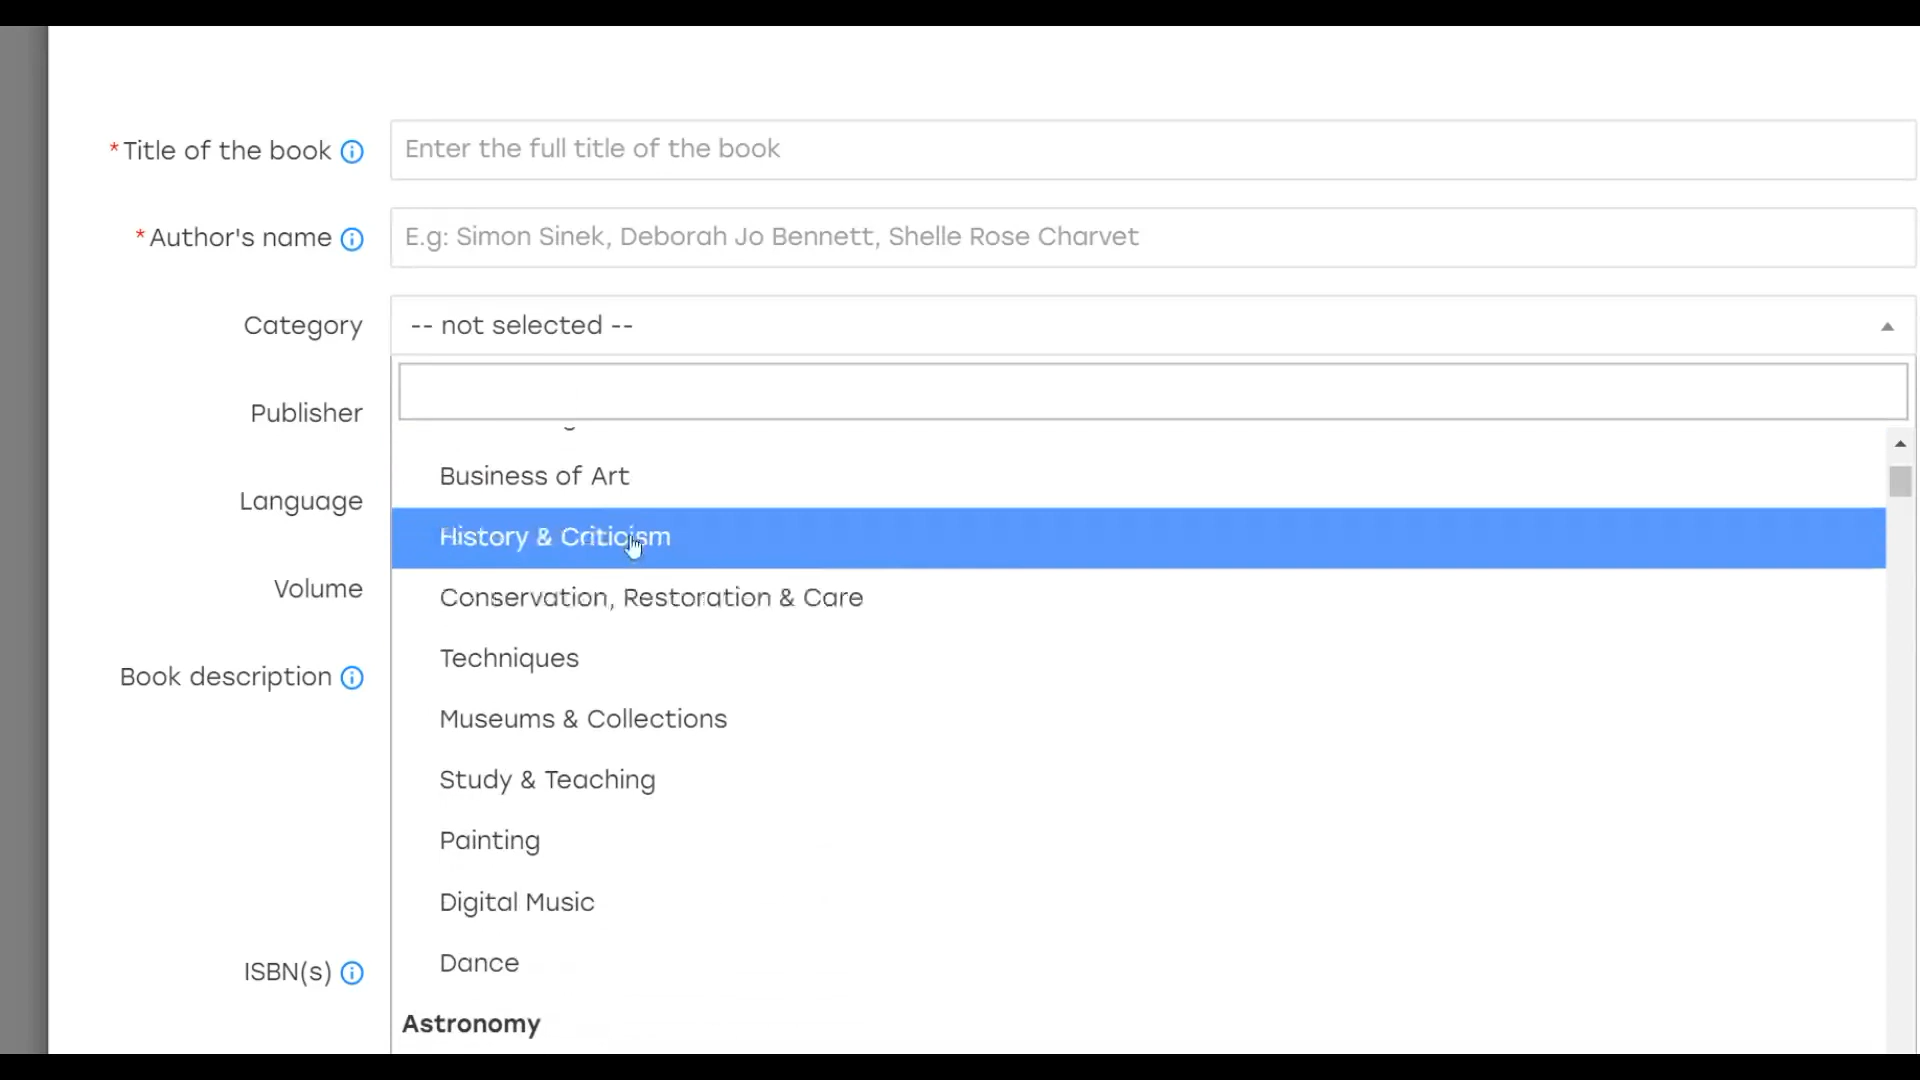 *Title of the book
Enter the full title of the book
*Author's name
E.g: Simon Sinek, Deborah Jo Bennett, Shelle Rose Charvet
Category
-- not selected --
Publisher
Business of Art
Language
History & Criticism
Volume
Conservation, Restoration & Care
Techniques
Book description
Museums & Collections
Study & Teaching
Painting
Digital Music
ISBN(s)
Dance
Astronomy